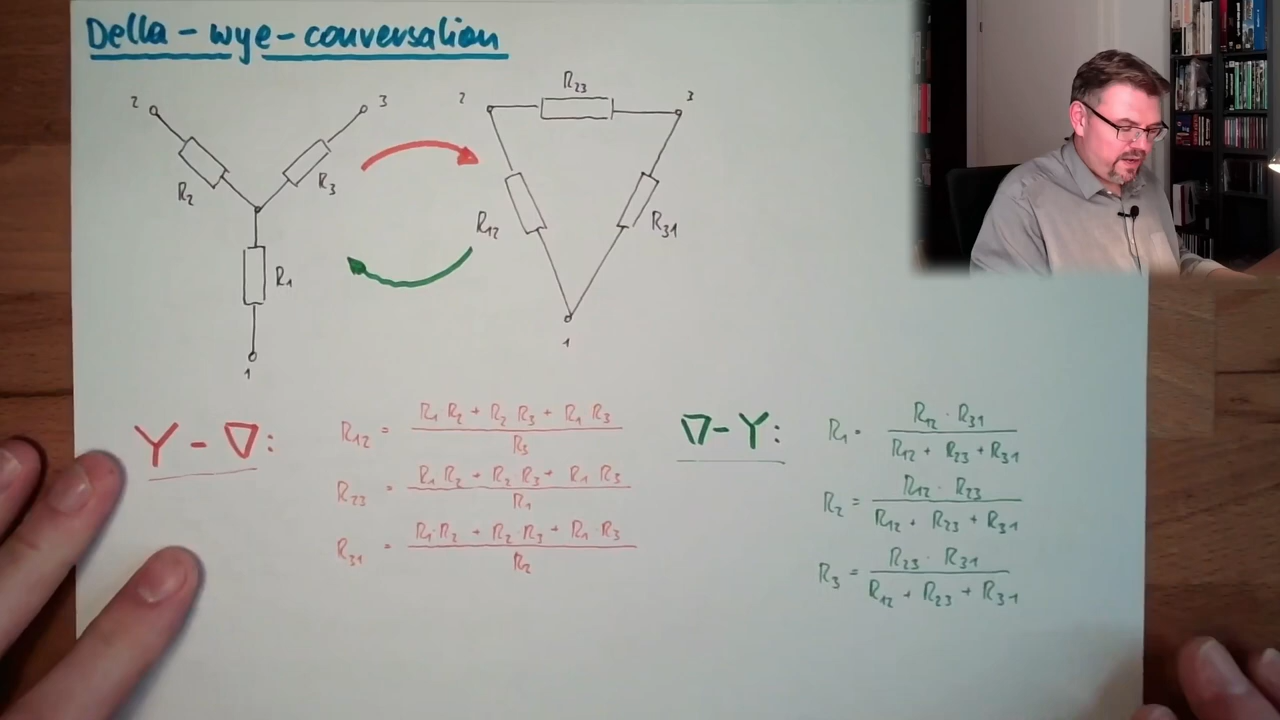 Delta-wye-conversation
2
3
R2
R3
R1
1
2
R23
3
R12
R31
1
Y - ∇:
R12 = (R1 R2 + R2 R3 + R1 R3) / R3
R23 = (R1 R2 + R2 R3 + R1 R3) / R1
R31 = (R1·R2 + R2·R3 + R1·R3) / R2
∇-Y:
R1 = (R12 · R31) / (R12 + R23 + R31)
R2 = (R12 · R23) / (R12 + R23 + R31)
R3 = (R23 · R31) / (R12 + R23 + R31)